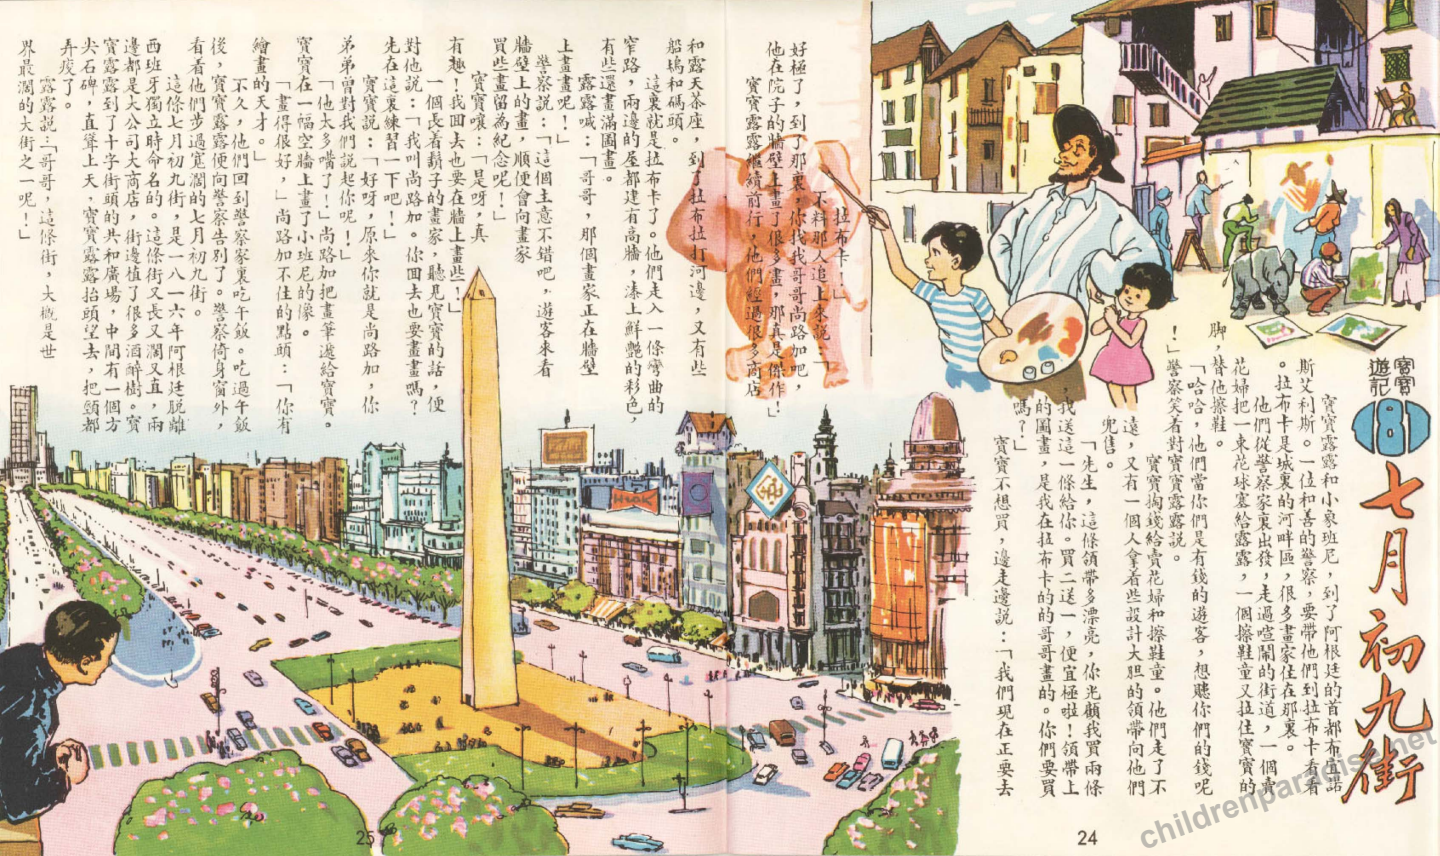 寶寶
遊記
81
七月初九街
寶寶露露和小象班尼，到了阿根廷的首都布宜諾
斯艾利斯。一位和善的警察，要帶他們到拉布卡看看
。拉布卡是城裏的河畔區，很多畫家住在那裏。
他們從警察家裏出發，走過喧鬧的街道，一個賣
花婦把一束花球塞給露露，一個擦鞋童又拉住寶寶的
脚，替他擦鞋。
「哈哈，他們當你們是有錢的遊客，想賺你們的錢呢
！」警察笑着對寶寶露露說。
寶寶掏錢給賣花婦和擦鞋童。他們走了不
遠，又有一個人拿着些設計大胆的領帶向他們
兜售。
「先生，這條領帶多漂亮，你光顧我買兩條
，我送這一條給你。買二送一，便宜極啦！領帶上
的圖畫，是我在拉布卡的的哥哥畫的。你們要買
嗎？」
寶寶不想買，邊走邊說：「我們現在正要去
拉布卡！」
不料那人追上來說：「
好極了，到了那裏，你找找我哥哥尚路加吧，
他在院子的牆壁上畫了很多畫，那真是傑作！」
寶寶露露繼續前行，他們經過很多商店
和露天茶座，到了拉布拉打河邊，又有些
船塢和碼頭。
這裏就是拉布卡了。他們走入一條彎曲的
窄路，兩邊的屋都建有高牆，漆上鮮艷的彩色，
有些還畫滿圖畫。
露露喊：「哥哥，那個畫家正在牆壁
上畫畫呢！」
警察說：「這個主意不錯吧，遊客來看
牆壁上的畫，順便會向畫家
買些畫留為紀念呢！」
寶寶嚷：「是呀，真
有趣！我回去也要在牆上畫些！」
一個長着鬍子的畫家，聽見寶寶的話，便
對他說：「我叫尚路加。你回去也要畫畫嗎？
先在這裏練習一下吧！」
寶寶說：「好呀，原來你就是尚路加，你
弟弟曾對我們說起你呢！」
「他太多嘴了！」尚路加把畫筆遞給寶寶。
寶寶在一幅空牆上畫了小班尼的像。
「畫得很好，」尚路加不住的點頭：「你有
繪畫的天才。」
不久，他們回到警察家裏吃午飯。吃過午飯
後，寶寶露露便向警察告別了。警察倚身窗外，
看看他們步過寬濶的七月初九街。
這條七月初九街，是一八一六年阿根廷脱離
西班牙獨立時命名的。這條街又長又濶又直，兩
邊都是大公司大商店，街邊植了很多酒醉樹。寶
寶露露到了十字街頭的共和廣場，中間有一個方
尖石碑，直聳上天，寶寶露露抬頭望去，把頸都
弄疲了。
露露說：「哥哥，這條街，大概是世
界最濶的大街之一呢！」
25
24
childrenparadise.net